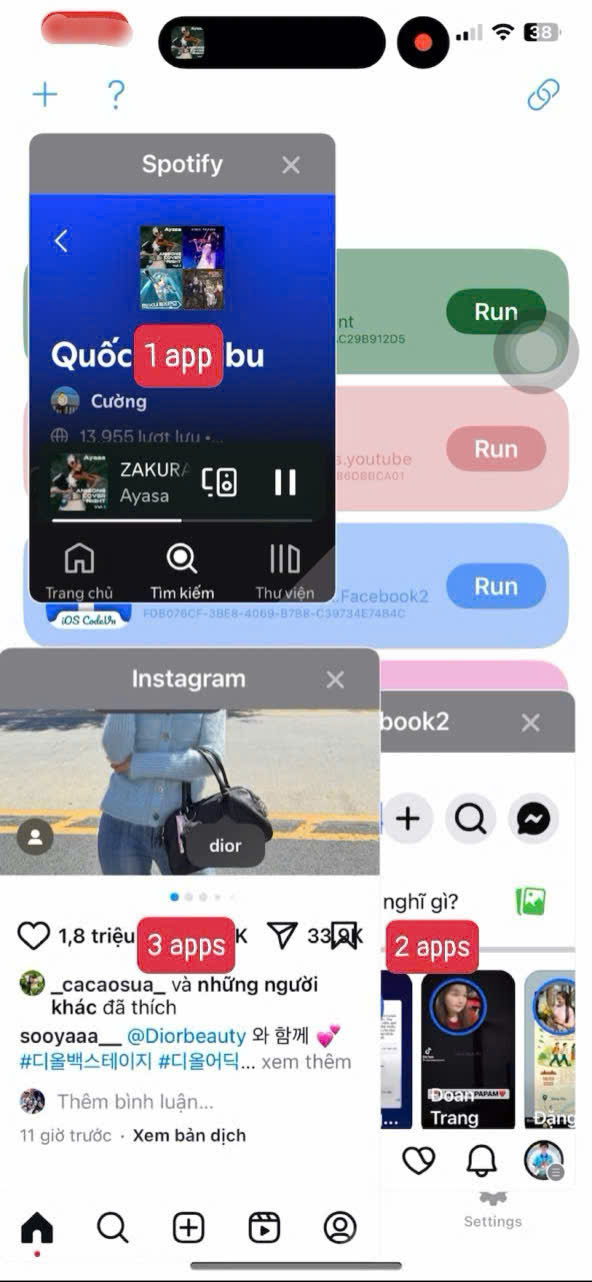 38
Spotify
Run
nt
C29B912D5
Quốc 1 app bu
Cường
13.955 lượt lưu •...
s.youtube
Run
86DBBCA01
ZAKURA
Ayasa
Trang chủ
Tìm kiếm
Thư viện
.Facebook2
Run
iOS CodeVn
FDB076CF-3BE8-4069-B7B8-C39734E74B4C
Instagram
book2
dior
nghĩ gì?
1,8 triệu
3 apps
K
33,9K
2 apps
_cacaosua_ và những người
khác đã thích
sooyaaa__ @Diorbeauty 와 함께 💕
#디올백스테이지 #디올어딕... xem thêm
Thêm bình luận...
11 giờ trước · Xem bản dịch
PAPAM❤
Đoan
Trang
Đặng
Settings